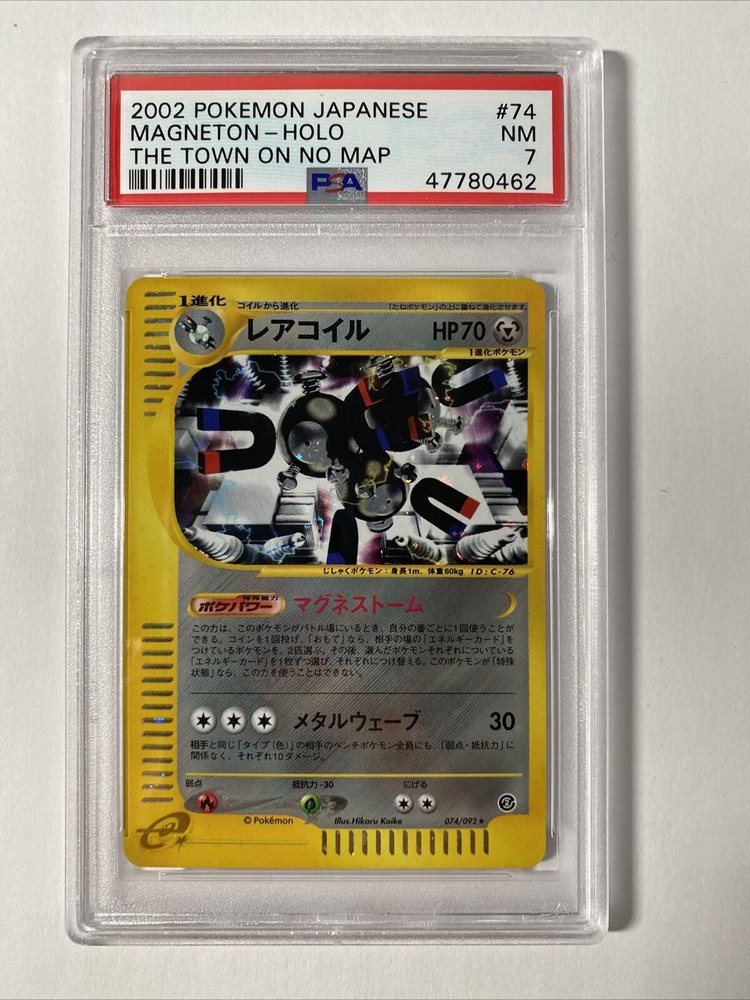 2002 POKEMON JAPANESE #74
MAGNETON-HOLO NM
THE TOWN ON NO MAP 7
PSA 47780462
1進化 コイルから進化 「たねポケモン」の上に重ねて進化させます
レアコイル HP70
1進化ポケモン
じしゃくポケモン:身長1m、体重60kg ID:C-76
特殊能力
ポケパワー マグネストーム
この力は、このポケモンがバトル場にいるとき、自分の番ごとに1回使うことが
できる。コインを1回投げ、「おもて」なら、相手の場の「エネルギーカード」を
つけているポケモンを、2匹選ぶ。その後、選んだポケモンそれぞれについている
「エネルギーカード」を1枚ずつ選び、それぞれにつけ替える。このポケモンが「特殊
状態」なら、この力を使うことはできない。
メタルウェーブ 30
相手と同じ「タイプ(色)」の相手のベンチポケモン全員にも、「弱点・抵抗力」に
関係なく、それぞれ10ダメージ。
弱点 抵抗力 -30 にげる
©Pokémon Illus.Hikaru Koike 074/092★
e